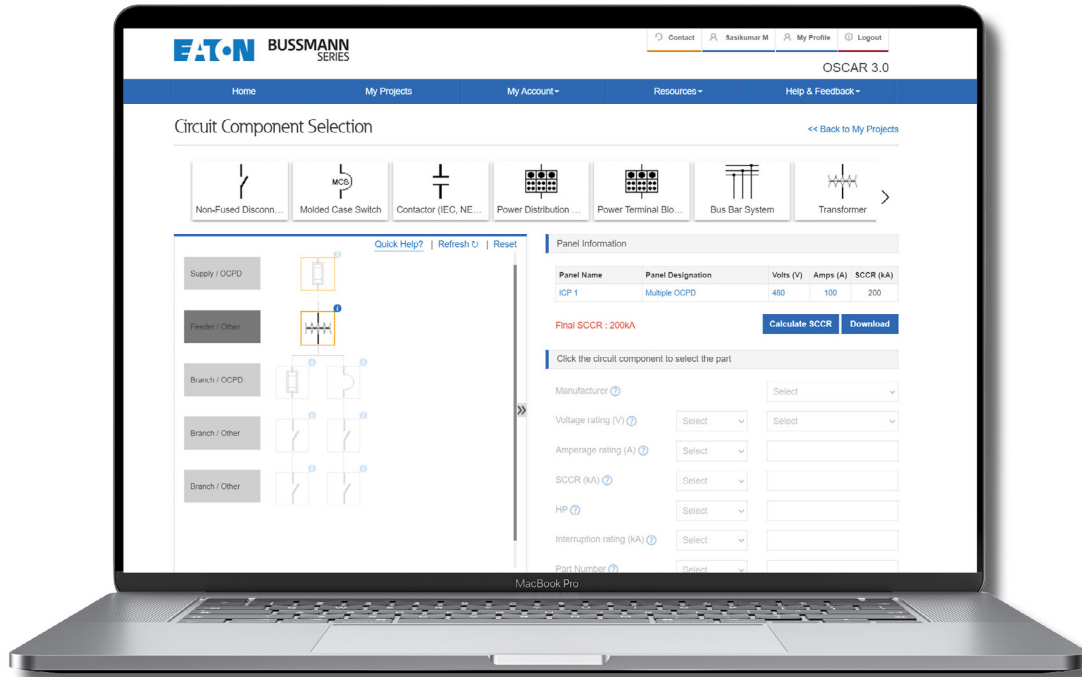 EATON BUSSMANN SERIES
Contact Sasikumar M My Profile Logout
OSCAR 3.0
Home My Projects My Account Resources Help & Feedback
Circuit Component Selection
<< Back to My Projects
MCS
Non-Fused Disconn... Molded Case Switch Contactor (IEC, NE... Power Distribution ... Power Terminal Blo... Bus Bar System Transformer
Quick Help? | Refresh | Reset
Supply / OCPD
Feeder / Other
Branch / OCPD
Branch / Other
Branch / Other
Panel Information
Panel Name Panel Designation Volts (V) Amps (A) SCCR (kA)
ICP 1 Multiple OCPD 480 100 200
Final SCCR : 200kA
Calculate SCCR Download
Click the circuit component to select the part
Manufacturer ? Select
Voltage rating (V) ? Select Select
Amperage rating (A) ? Select
SCCR (kA) ? Select
HP ? Select
Interruption rating (kA) ? Select
Part Number ? Select
MacBook Pro